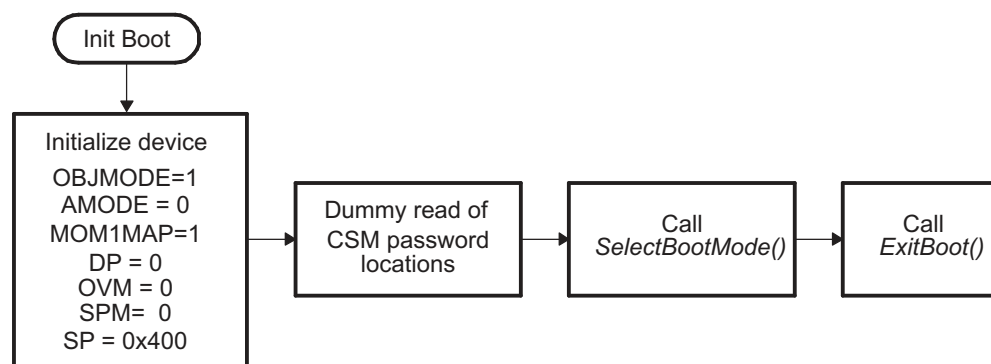 Init Boot
Initialize device
OBJMODE=1
AMODE = 0
MOM1MAP=1
DP = 0
OVM = 0
SPM= 0
SP = 0x400
Dummy read of
CSM password
locations
Call
SelectBootMode()
Call
ExitBoot()